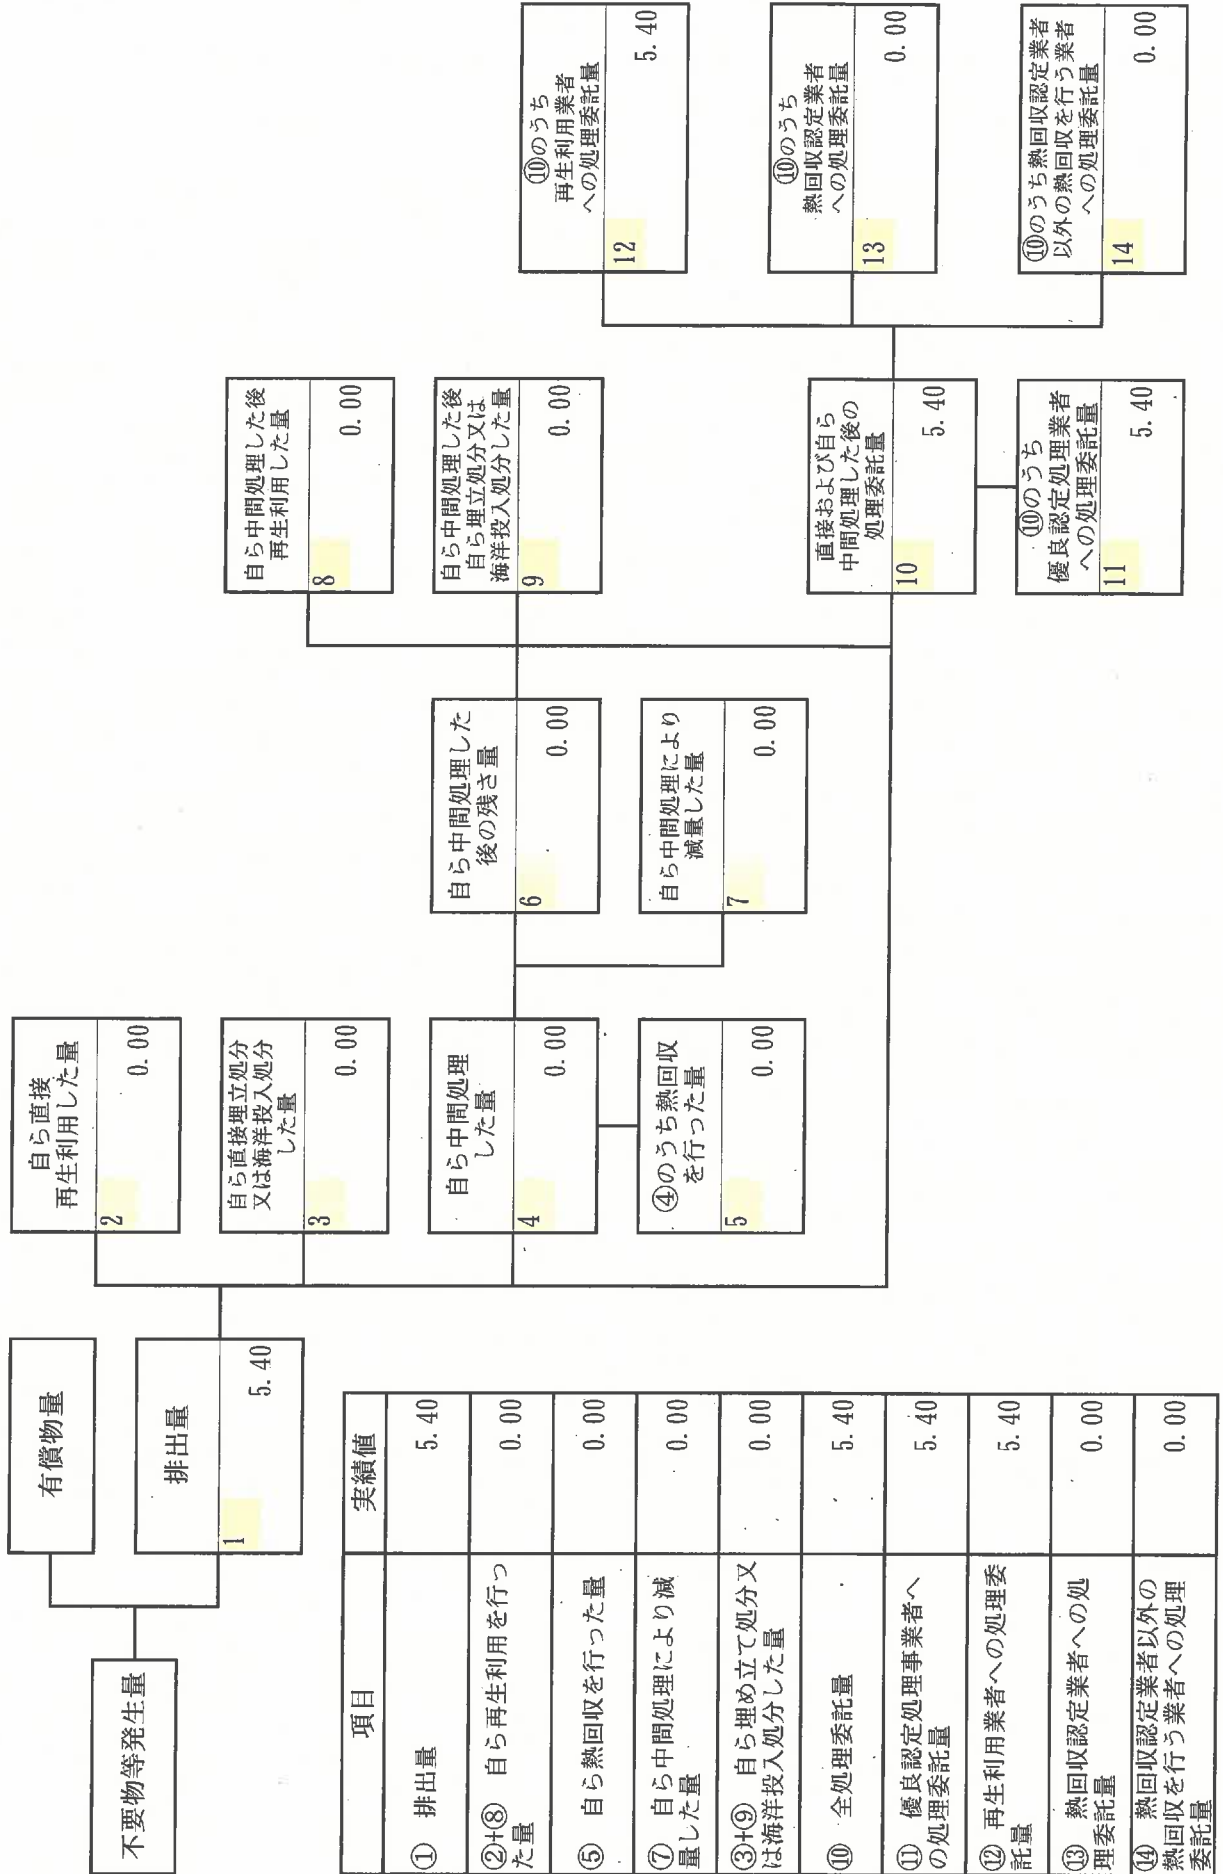 不要物等発生量
有償物量
排出量
1
5.40
自ら直接
再生利用した量
2
0.00
自ら直接埋立処分
又は海洋投入処分
した量
3
0.00
自ら中間処理
した量
4
0.00
④のうち熱回収
を行った量
5
0.00
自ら中間処理した
後の残さ量
6
0.00
自ら中間処理により
減量した量
7
0.00
自ら中間処理した後
再生利用した量
8
0.00
自ら中間処理した後
自ら埋立処分又は
海洋投入処分した量
9
0.00
直接および自ら
中間処理した後の
処理委託量
10
5.40
⑩のうち
優良認定処理業者
への処理委託量
11
5.40
⑩のうち
再生利用業者
への処理委託量
12
5.40
⑩のうち
熱回収認定業者
への処理委託量
13
0.00
⑩のうち熱回収認定業者
以外の熱回収を行う業者
への処理委託量
14
0.00
項目 実績値
① 排出量 5.40
②+⑧ 自ら再生利用を行っ
た量 0.00
⑤ 自ら熱回収を行った量 0.00
⑦ 自ら中間処理により減
量した量 0.00
③+⑨ 自ら埋め立て処分又
は海洋投入処分した量 0.00
⑩ 全処理委託量 5.40
⑪ 優良認定処理事業者へ
の処理委託量 5.40
⑫ 再生利用業者への処理委
託量 5.40
⑬ 熱回収認定業者への処
理委託量 0.00
⑭ 熱回収認定業者以外の
熱回収を行う業者への処理
委託量 0.00